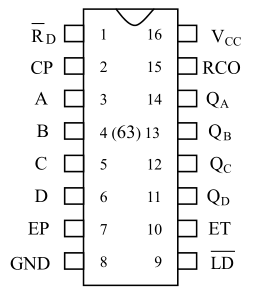 R̅D 1 16 VCC
CP 2 15 RCO
A 3 14 QA
B 4 (63) 13 QB
C 5 12 QC
D 6 11 QD
EP 7 10 ET
GND 8 9 L̅D̅